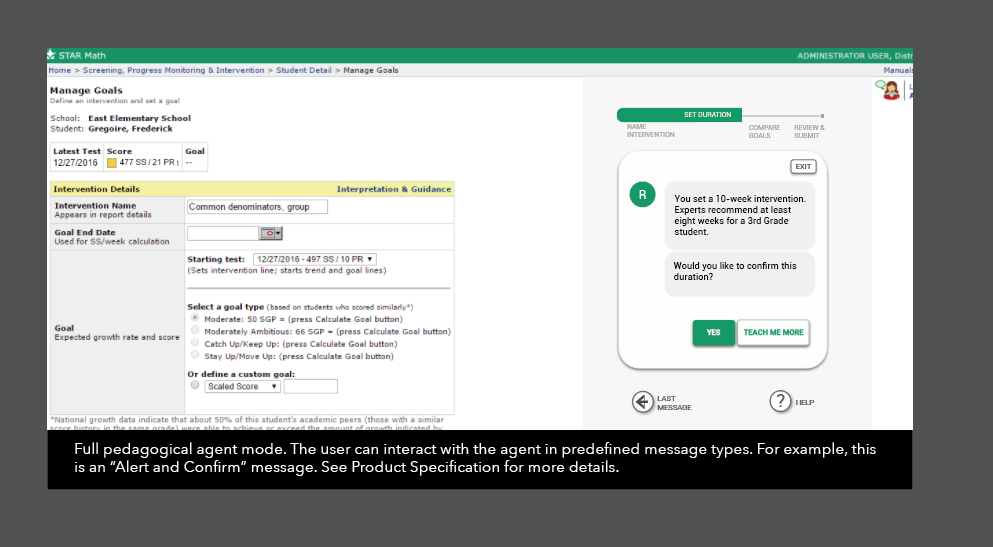 STAR Math
ADMINISTRATOR USER, Distr
Home > Screening, Progress Monitoring & Intervention > Student Detail > Manage Goals
Manuals
Manage Goals
Define an intervention and set a goal
School: East Elementary School
Student: Gregoire, Frederick
Latest Test Score Goal
12/27/2016 477 SS / 21 PR --
Intervention Details Interpretation & Guidance
Intervention Name
Appears in report details
Common denominators, group
Goal End Date
Used for SS/week calculation
Goal
Expected growth rate and score
Starting test: 12/27/2016 - 497 SS / 10 PR
(Sets intervention line; starts trend and goal lines)
Select a goal type (based on students who scored similarly*)
Moderate: 50 SGP = (press Calculate Goal button)
Moderately Ambitious: 66 SGP = (press Calculate Goal button)
Catch Up/Keep Up: (press Calculate Goal button)
Stay Up/Move Up: (press Calculate Goal button)
Or define a custom goal:
Scaled Score
*National growth data indicate that about 50% of this student's academic peers (those with a similar
score history in the same grade) were able to achieve or exceed the amount of growth indicated by
SET DURATION
NAME
INTERVENTION
COMPARE
GOALS
REVIEW &
SUBMIT
EXIT
R
You set a 10-week intervention.
Experts recommend at least
eight weeks for a 3rd Grade
student.
Would you like to confirm this
duration?
YES
TEACH ME MORE
LAST
MESSAGE
?
HELP
Full pedagogical agent mode. The user can interact with the agent in predefined message types. For example, this
is an "Alert and Confirm" message. See Product Specification for more details.